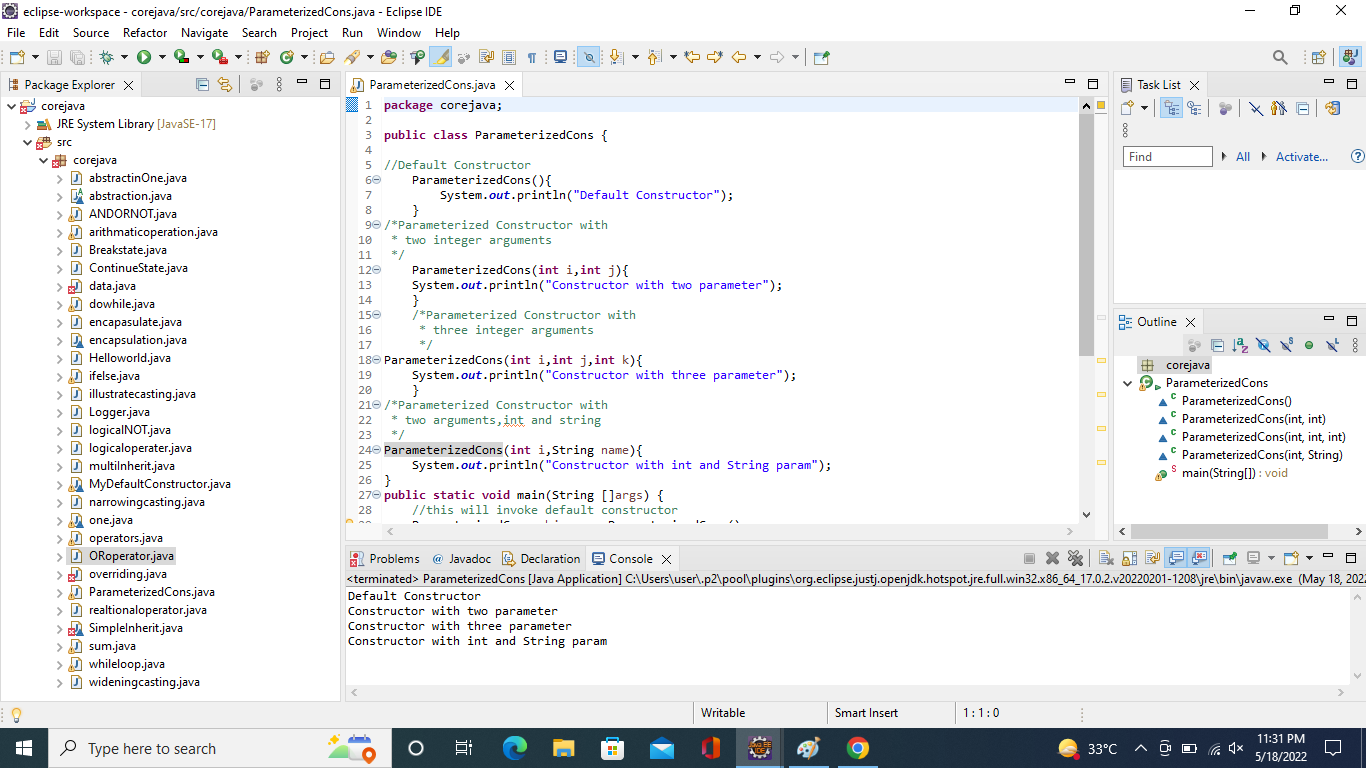 eclipse-workspace - corejava/src/corejava/ParameterizedCons.java - Eclipse IDE
File Edit Source Refactor Navigate Search Project Run Window Help
Package Explorer
corejava
JRE System Library [JavaSE-17]
src
corejava
abstractinOne.java
abstraction.java
ANDORNOT.java
arithmaticoperation.java
Breakstate.java
ContinueState.java
data.java
dowhile.java
encapasulate.java
encapsulation.java
Helloworld.java
ifelse.java
illustratecasting.java
Logger.java
logicalNOT.java
logicaloperater.java
multiInherit.java
MyDefaultConstructor.java
narrowingcasting.java
one.java
operators.java
ORoperator.java
overriding.java
ParameterizedCons.java
realtionaloperator.java
SimpleInherit.java
sum.java
whileloop.java
wideningcasting.java
ParameterizedCons.java
1 package corejava;
2
3 public class ParameterizedCons {
4
5 //Default Constructor
6 ParameterizedCons(){
7 System.out.println("Default Constructor");
8 }
9 /*Parameterized Constructor with
10 * two integer arguments
11 */
12 ParameterizedCons(int i,int j){
13 System.out.println("Constructor with two parameter");
14 }
15 /*Parameterized Constructor with
16 * three integer arguments
17 */
18 ParameterizedCons(int i,int j,int k){
19 System.out.println("Constructor with three parameter");
20 }
21 /*Parameterized Constructor with
22 * two arguments,int and string
23 */
24 ParameterizedCons(int i,String name){
25 System.out.println("Constructor with int and String param");
26 }
27 public static void main(String []args) {
28 //this will invoke default constructor
Task List
Find All Activate...
Outline
corejava
ParameterizedCons
ParameterizedCons()
ParameterizedCons(int, int)
ParameterizedCons(int, int, int)
ParameterizedCons(int, String)
main(String[]) : void
Problems Javadoc Declaration Console
<terminated> ParameterizedCons [Java Application] C:\Users\user\.p2\pool\plugins\org.eclipse.justj.openjdk.hotspot.jre.full.win32.x86_64_17.0.2.v20220201-1208\jre\bin\javaw.exe (May 18, 202
Default Constructor
Constructor with two parameter
Constructor with three parameter
Constructor with int and String param
Writable Smart Insert 1 : 1 : 0
Type here to search
33°C
11:31 PM
5/18/2022